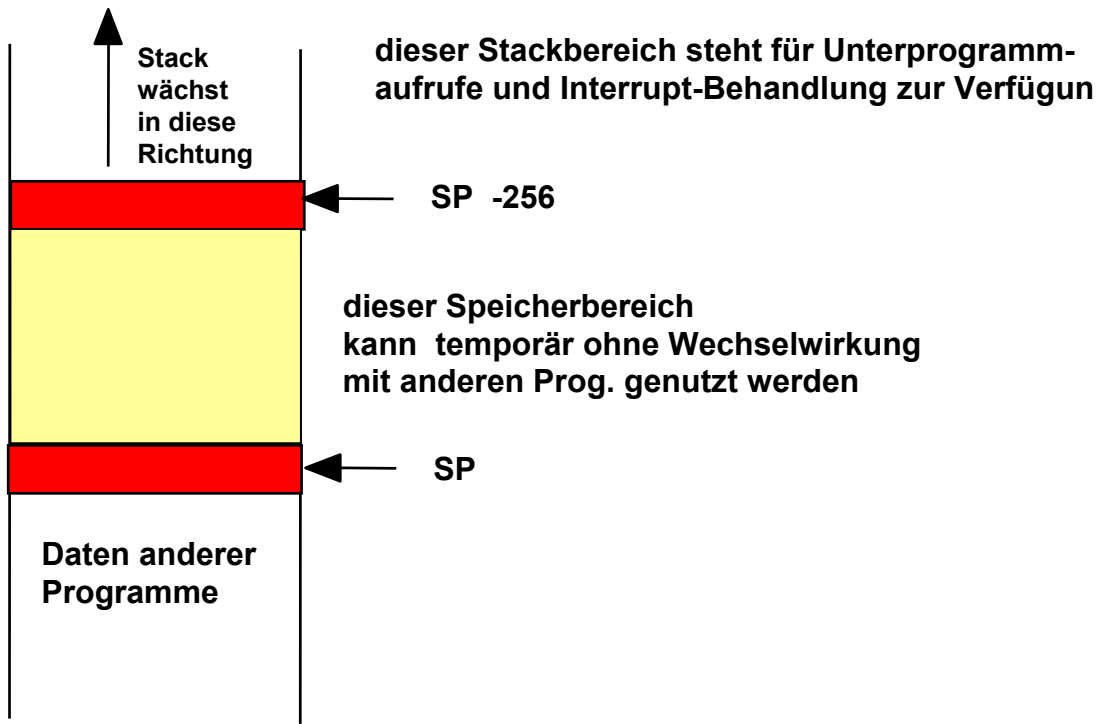 Stack
wächst
in diese
Richtung
dieser Stackbereich steht für Unterprogramm-
aufrufe und Interrupt-Behandlung zur Verfügun
SP -256
dieser Speicherbereich
kann temporär ohne Wechselwirkung
mit anderen Prog. genutzt werden
SP
Daten anderer
Programme